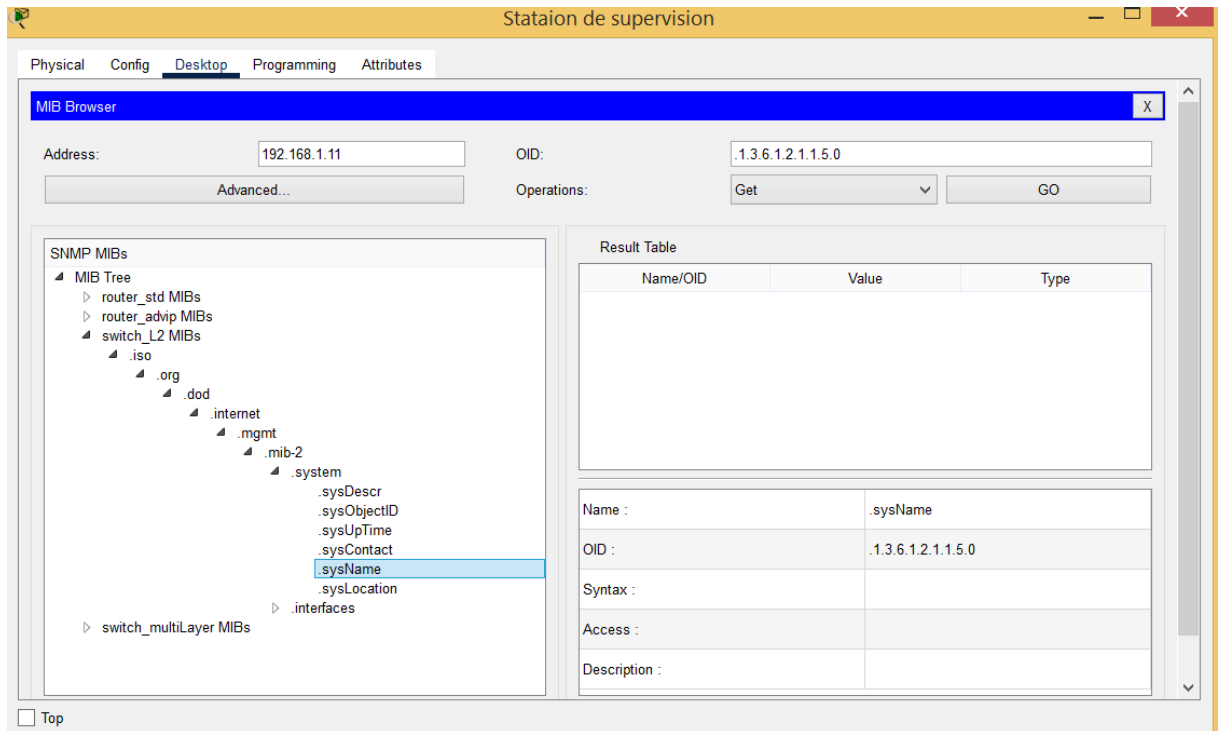 Stataion de supervision
Physical Config Desktop Programming Attributes
MIB Browser X
Address: 192.168.1.11 OID: .1.3.6.1.2.1.1.5.0
Advanced... Operations: Get GO
SNMP MIBs
MIB Tree
router_std MIBs
router_advip MIBs
switch_L2 MIBs
.iso
.org
.dod
.internet
.mgmt
.mib-2
.system
.sysDescr
.sysObjectID
.sysUpTime
.sysContact
.sysName
.sysLocation
.interfaces
switch_multiLayer MIBs
Result Table
Name/OID Value Type
Name : .sysName
OID : .1.3.6.1.2.1.1.5.0
Syntax :
Access :
Description :
Top